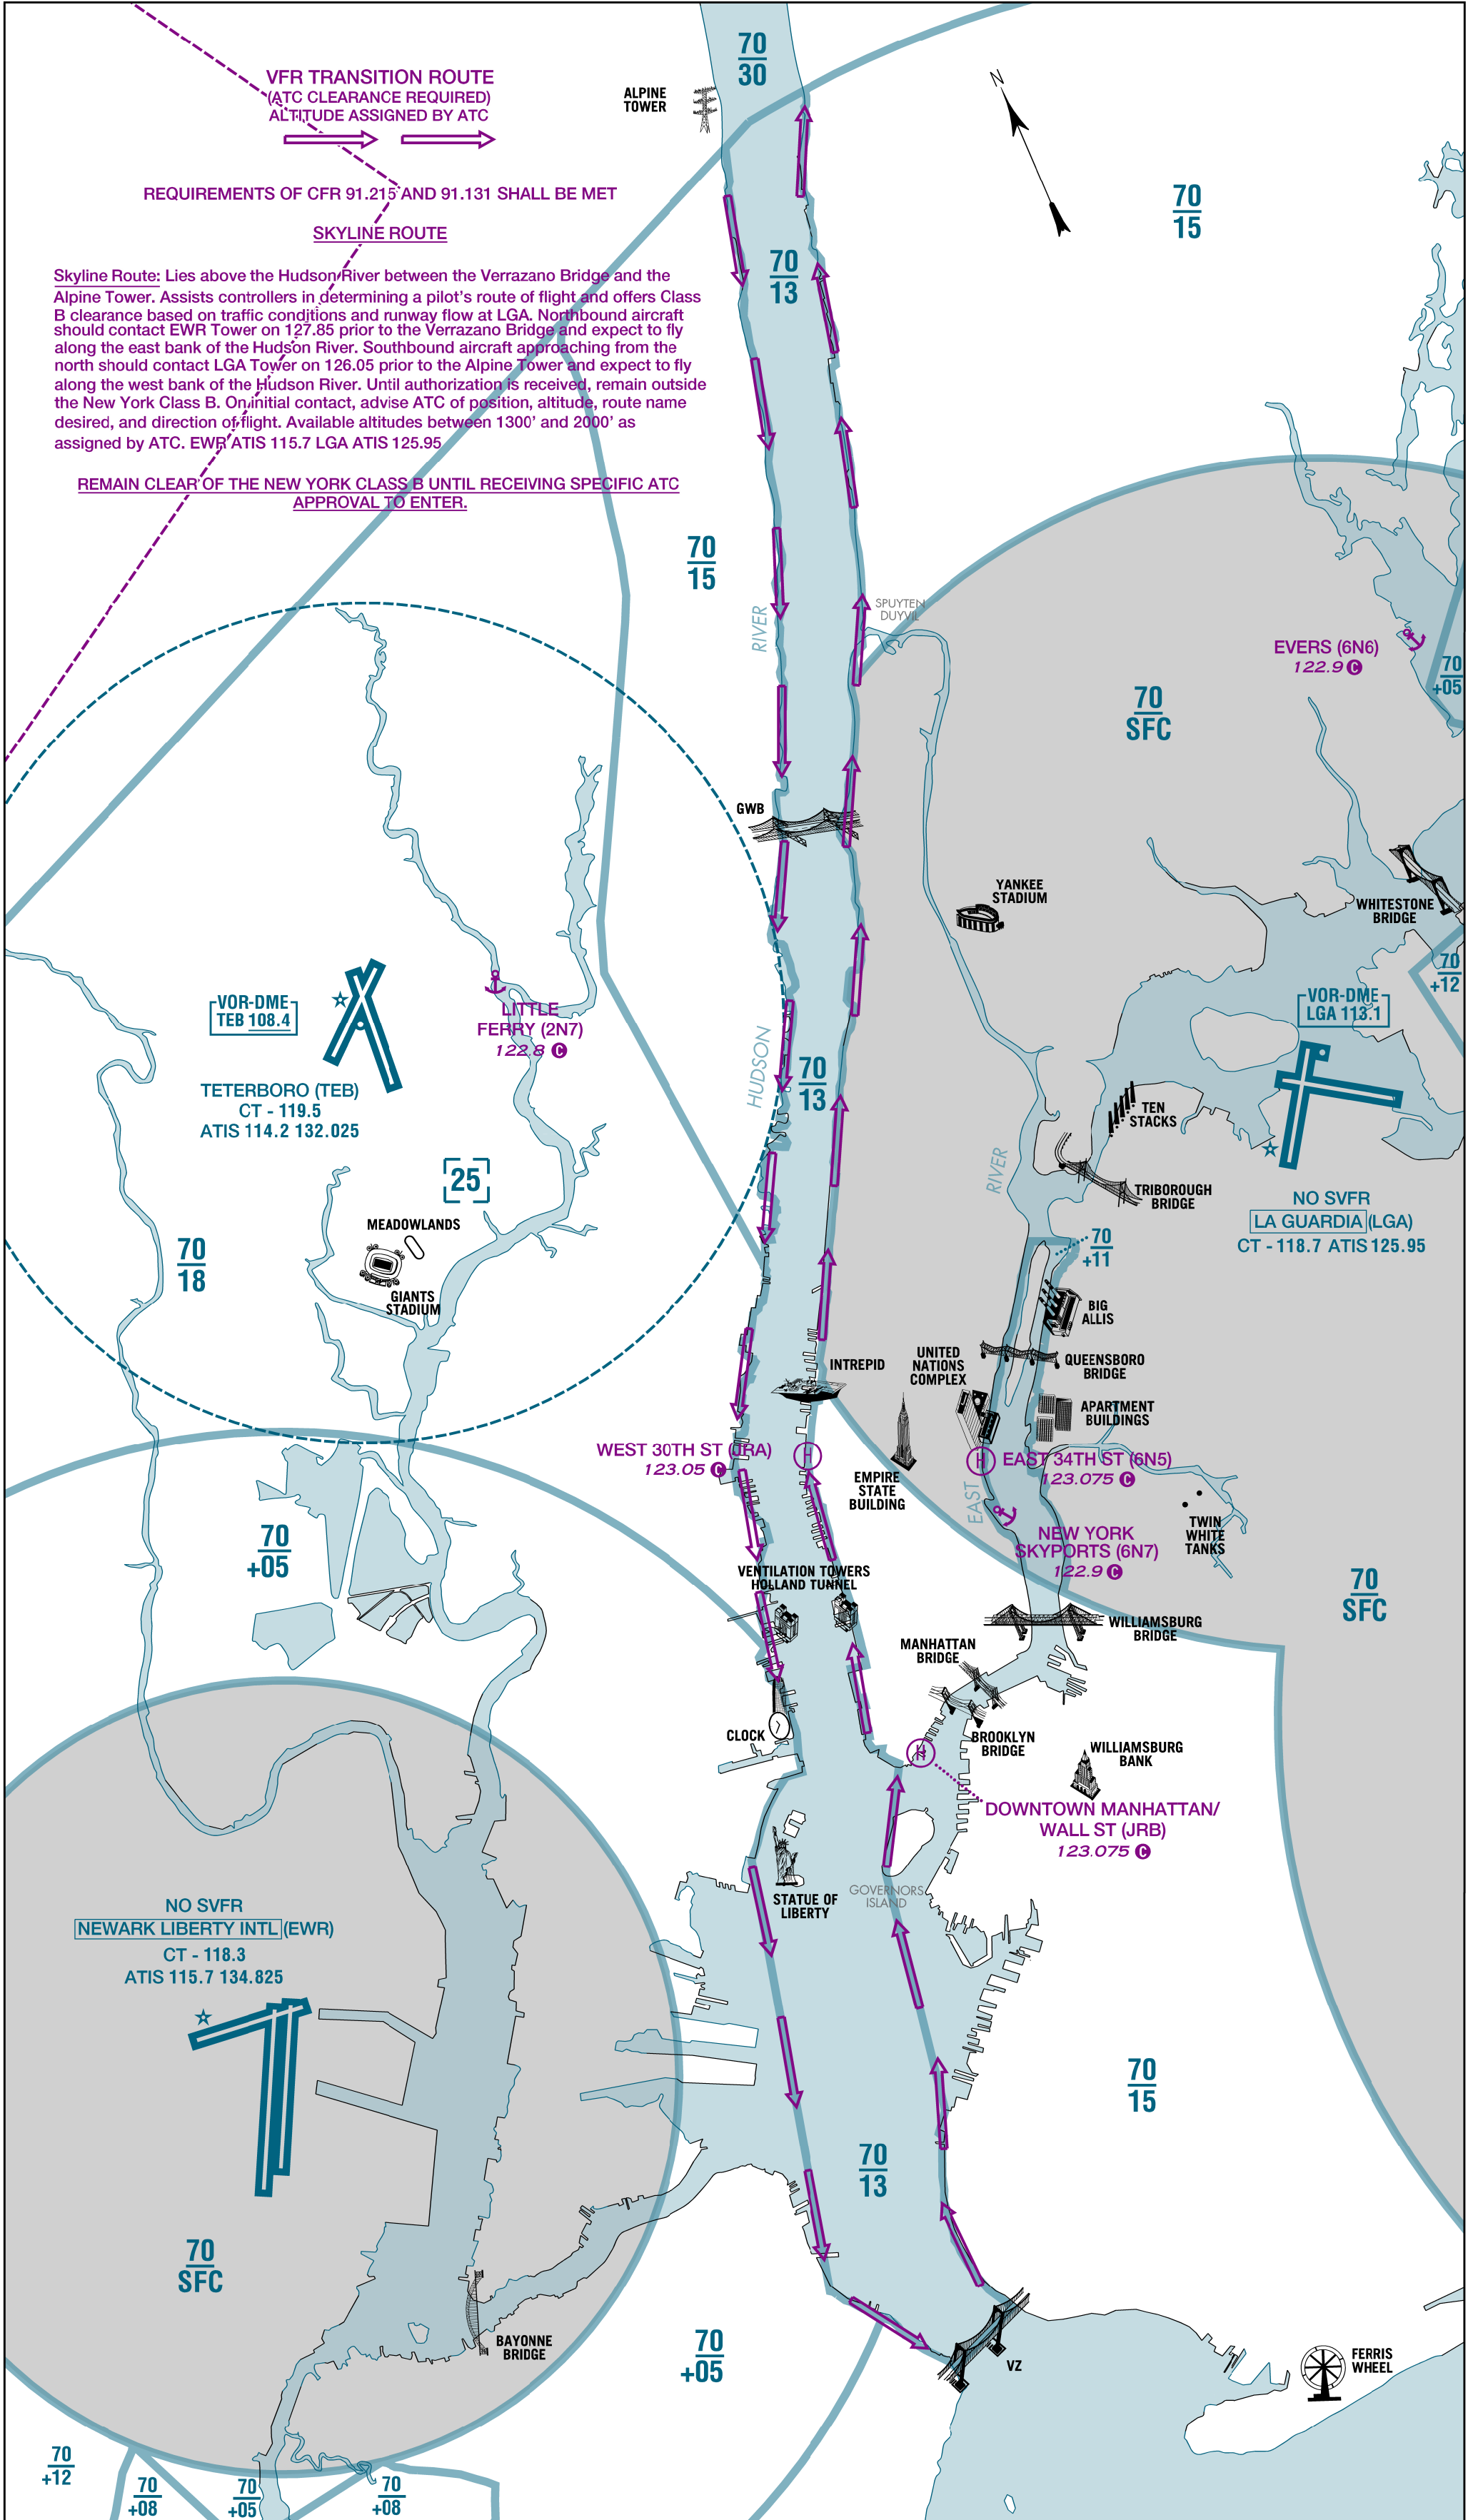 VFR TRANSITION ROUTE
(ATC CLEARANCE REQUIRED)
ALTITUDE ASSIGNED BY ATC
REQUIREMENTS OF CFR 91.215 AND 91.131 SHALL BE MET
SKYLINE ROUTE
Skyline Route: Lies above the Hudson River between the Verrazano Bridge and the
Alpine Tower. Assists controllers in determining a pilot's route of flight and offers Class
B clearance based on traffic conditions and runway flow at LGA. Northbound aircraft
should contact EWR Tower on 127.85 prior to the Verrazano Bridge and expect to fly
along the east bank of the Hudson River. Southbound aircraft approaching from the
north should contact LGA Tower on 126.05 prior to the Alpine Tower and expect to fly
along the west bank of the Hudson River. Until authorization is received, remain outside
the New York Class B. On initial contact, advise ATC of position, altitude, route name
desired, and direction of flight. Available altitudes between 1300' and 2000' as
assigned by ATC. EWR ATIS 115.7 LGA ATIS 125.95
REMAIN CLEAR OF THE NEW YORK CLASS B UNTIL RECEIVING SPECIFIC ATC
APPROVAL TO ENTER.
70
30
ALPINE
TOWER
N
70
15
70
13
70
15
RIVER
SPUYTEN
DUYVIL
EVERS (6N6)
122.9 C
70
+05
70
SFC
GWB
YANKEE
STADIUM
WHITESTONE
BRIDGE
70
+12
VOR-DME
TEB 108.4
LITTLE
FERRY (2N7)
122.8 C
VOR-DME
LGA 113.1
HUDSON
70
13
TETERBORO (TEB)
CT - 119.5
ATIS 114.2 132.025
TEN
STACKS
25
RIVER
TRIBOROUGH
BRIDGE
NO SVFR
LA GUARDIA (LGA)
CT - 118.7 ATIS 125.95
MEADOWLANDS
70
18
70
+11
GIANTS
STADIUM
BIG
ALLIS
INTREPID
UNITED
NATIONS
COMPLEX
QUEENSBORO
BRIDGE
APARTMENT
BUILDINGS
WEST 30TH ST (JRA)
123.05 C
H
H
EAST 34TH ST (6N5)
123.075 C
EMPIRE
STATE
BUILDING
EAST
70
+05
NEW YORK
SKYPORTS (6N7)
122.9 C
TWIN
WHITE
TANKS
VENTILATION TOWERS
HOLLAND TUNNEL
70
SFC
WILLIAMSBURG
BRIDGE
MANHATTAN
BRIDGE
CLOCK
BROOKLYN
BRIDGE
WILLIAMSBURG
BANK
H
DOWNTOWN MANHATTAN/
WALL ST (JRB)
123.075 C
STATUE OF
LIBERTY
GOVERNORS
ISLAND
NO SVFR
NEWARK LIBERTY INTL (EWR)
CT - 118.3
ATIS 115.7 134.825
70
15
70
13
70
SFC
BAYONNE
BRIDGE
70
+05
VZ
FERRIS
WHEEL
70
+12
70
+08
70
+05
70
+08